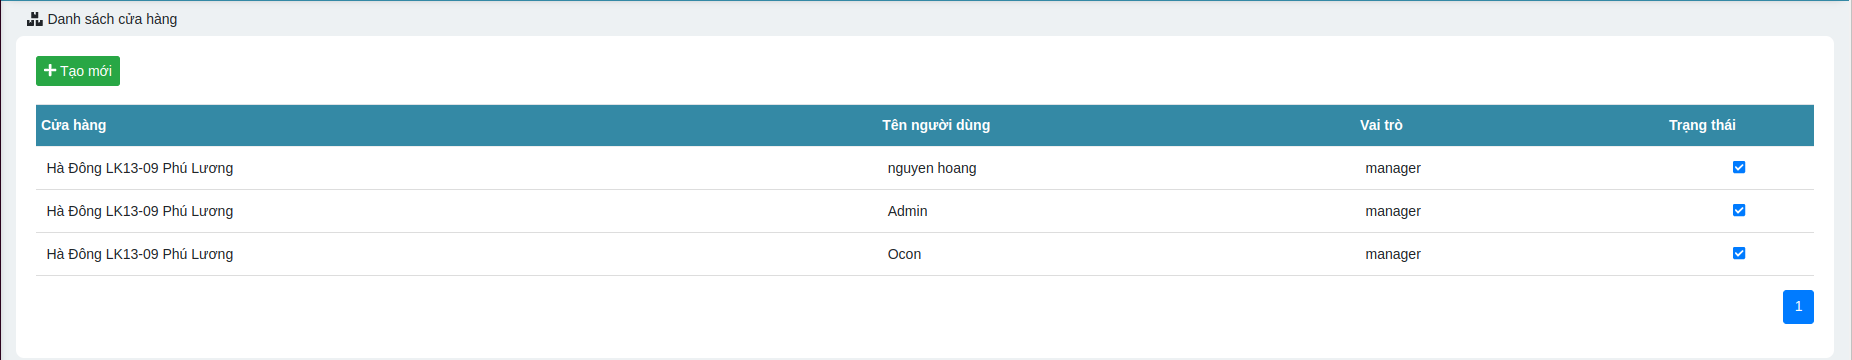 Danh sách cửa hàng
Tạo mới
Cửa hàng Tên người dùng Vai trò Trạng thái
Hà Đông LK13-09 Phú Lương nguyen hoang manager
Hà Đông LK13-09 Phú Lương Admin manager
Hà Đông LK13-09 Phú Lương Ocon manager
1